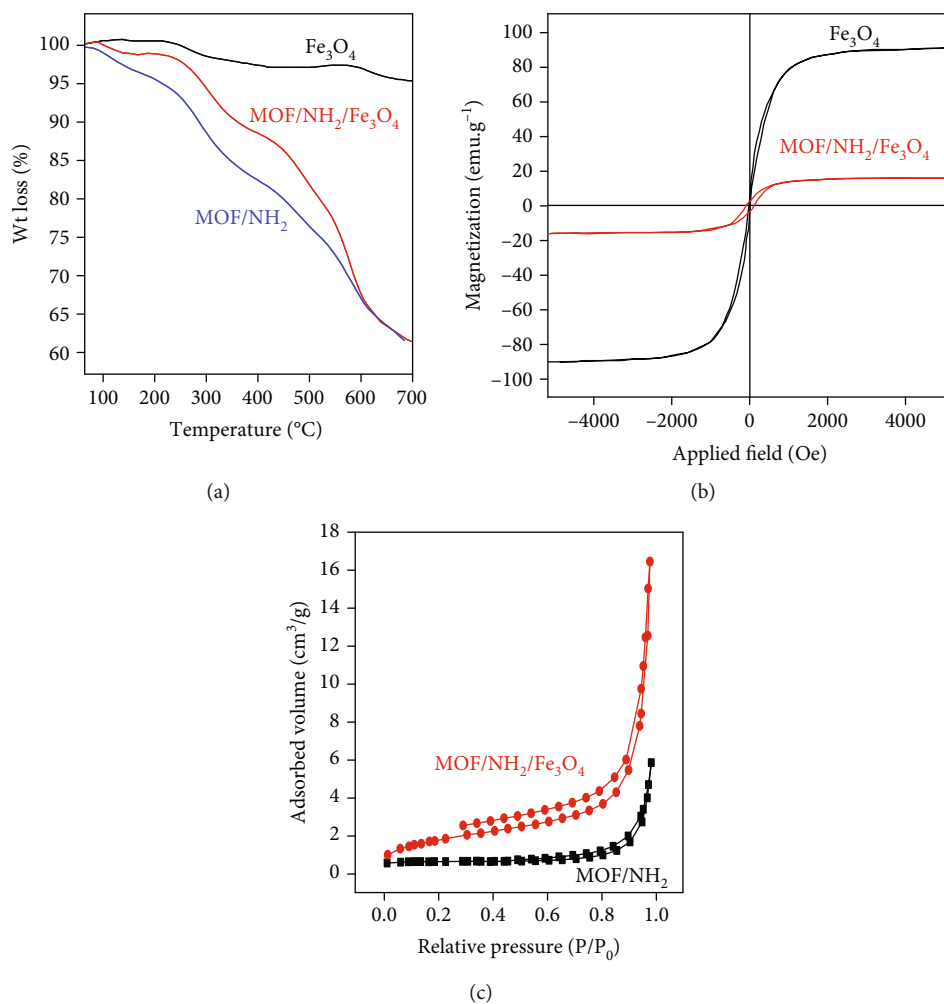 100
95
90
85
80
75
70
65
60
Wt loss (%)
Fe₃O₄
MOF/NH₂/Fe₃O₄
MOF/NH₂
100 200 300 400 500 600 700
Temperature (°C)
(a)
100
80
60
40
20
0
−20
−40
−60
−80
−100
Magnetization (emu.g⁻¹)
Fe₃O₄
MOF/NH₂/Fe₃O₄
−4000 −2000 0 2000 4000
Applied field (Oe)
(b)
18
16
14
12
10
8
6
4
2
0
Adsorbed volume (cm³/g)
MOF/NH₂/Fe₃O₄
MOF/NH₂
0.0 0.2 0.4 0.6 0.8 1.0
Relative pressure (P/P₀)
(c)